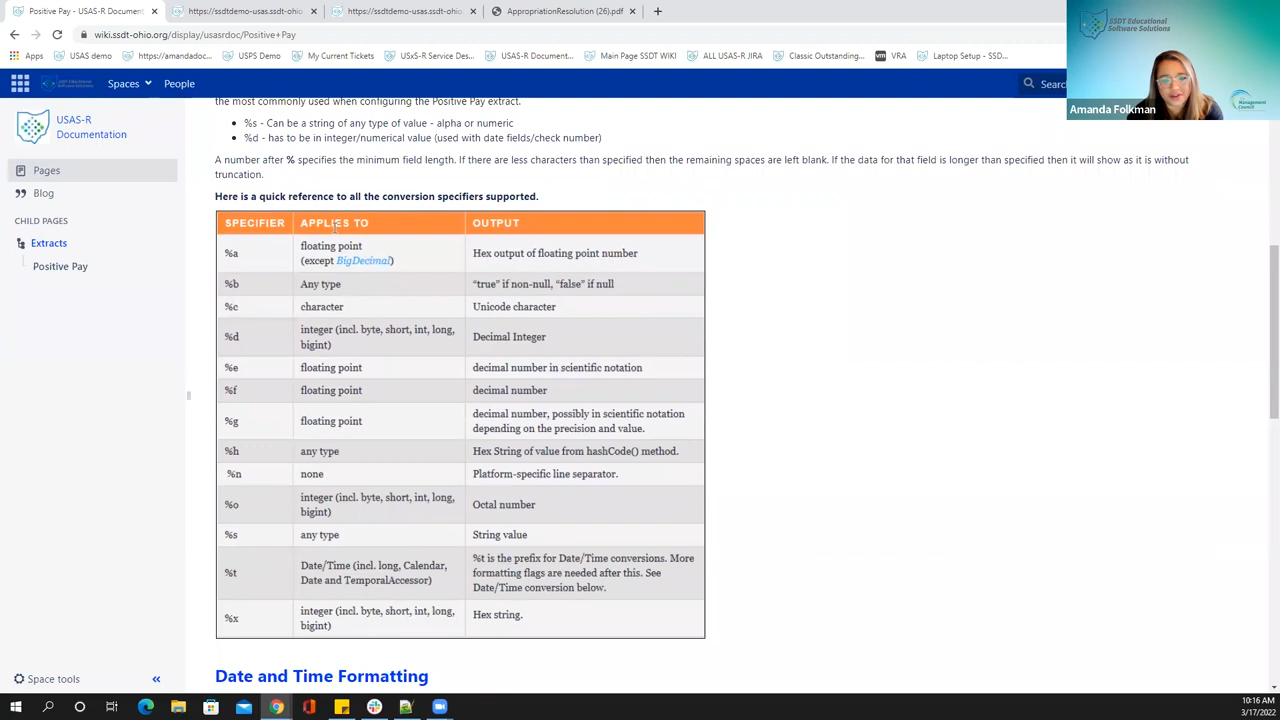 Positive Pay - USAS-R Document
https://ssdtdemo-usas.ssdt-ohio.
https://ssdtdemo-usas.ssdt-ohio.
AppropriationResolution (26).pdf
wiki.ssdt-ohio.org/display/usasrdoc/Positive+Pay
Apps
USAS demo
https://amandadoc...
USPS Demo
My Current Tickets
USxS-R Service Des...
USAS-R Document...
Main Page SSDT WIKI
ALL USAS-R JIRA
Classic Outstanding...
vm VRA
Laptop Setup - SSD...
SSDT Educational
Software Solutions
Management
Council
Amanda Folkman
Spaces
People
Search
USAS-R
Documentation
Pages
Blog
CHILD PAGES
Extracts
Positive Pay
Space tools
the most commonly used when configuring the Positive Pay extract.
• %s - Can be a string of any types of value - alpha or numeric
• %d - has to be in integer/numerical value (used with date fields/check number)
A number after % specifies the minimum field length. If there are less characters than specified then the remaining spaces are left blank. If the data for that field is longer than specified then it will show as it is without
truncation.
Here is a quick reference to all the conversion specifiers supported.
SPECIFIER APPLIES TO OUTPUT
%a floating point (except BigDecimal) Hex output of floating point number
%b Any type "true" if non-null, "false" if null
%c character Unicode character
%d integer (incl. byte, short, int, long, bigint) Decimal Integer
%e floating point decimal number in scientific notation
%f floating point decimal number
%g floating point decimal number, possibly in scientific notation depending on the precision and value.
%h any type Hex String of value from hashCode() method.
%n none Platform-specific line separator.
%o integer (incl. byte, short, int, long, bigint) Octal number
%s any type String value
%t Date/Time (incl. long, Calendar, Date and TemporalAccessor) %t is the prefix for Date/Time conversions. More formatting flags are needed after this. See Date/Time conversion below.
%x integer (incl. byte, short, int, long, bigint) Hex string.
Date and Time Formatting
10:16 AM
3/17/2022